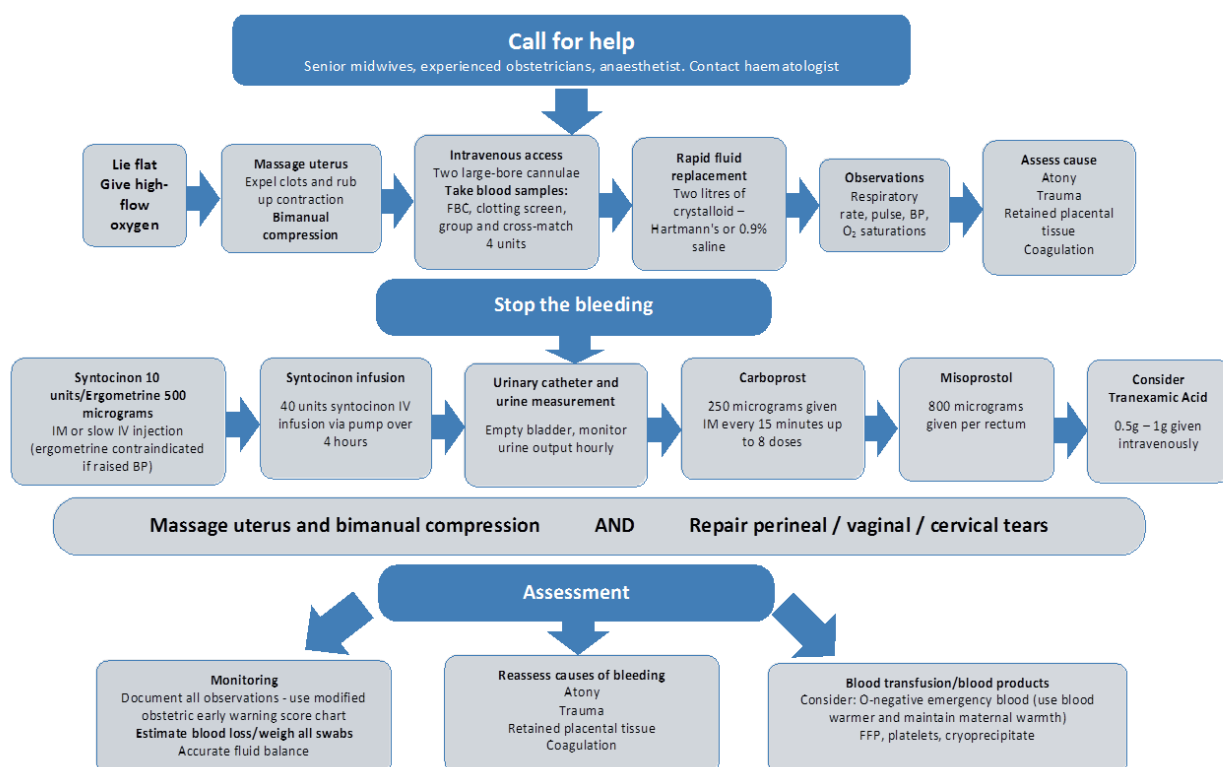 Call for help
Senior midwives, experienced obstetricians, anaesthetist. Contact haematologist
Lie flat
Give high-
flow
oxygen
Massage uterus
Expel clots and rub
up contraction
Bimanual
compression
Intravenous access
Two large-bore cannulae
Take blood samples:
FBC, clotting screen,
group and cross-match
4 units
Rapid fluid
replacement
Two litres of
crystalloid –
Hartmann's or 0.9%
saline
Observations
Respiratory
rate, pulse, BP,
O₂ saturations
Assess cause
Atony
Trauma
Retained placental
tissue
Coagulation
Stop the bleeding
Syntocinon 10
units/Ergometrine 500
micrograms
IM or slow IV injection
(ergometrine contraindicated
if raised BP)
Syntocinon infusion
40 units syntocinon IV
infusion via pump over
4 hours
Urinary catheter and
urine measurement
Empty bladder, monitor
urine output hourly
Carboprost
250 micrograms given
IM every 15 minutes up
to 8 doses
Misoprostol
800 micrograms
given per rectum
Consider
Tranexamic Acid
0.5g – 1g given
intravenously
Massage uterus and bimanual compression AND Repair perineal / vaginal / cervical tears
Assessment
Monitoring
Document all observations - use modified
obstetric early warning score chart
Estimate blood loss/weigh all swabs
Accurate fluid balance
Reassess causes of bleeding
Atony
Trauma
Retained placental tissue
Coagulation
Blood transfusion/blood products
Consider: O-negative emergency blood (use blood
warmer and maintain maternal warmth)
FFP, platelets, cryoprecipitate